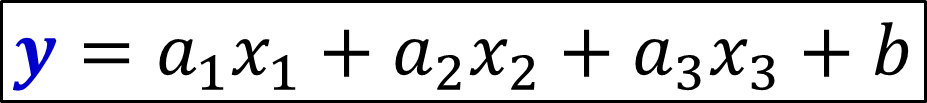 y = a₁x₁ + a₂x₂ + a₃x₃ + b